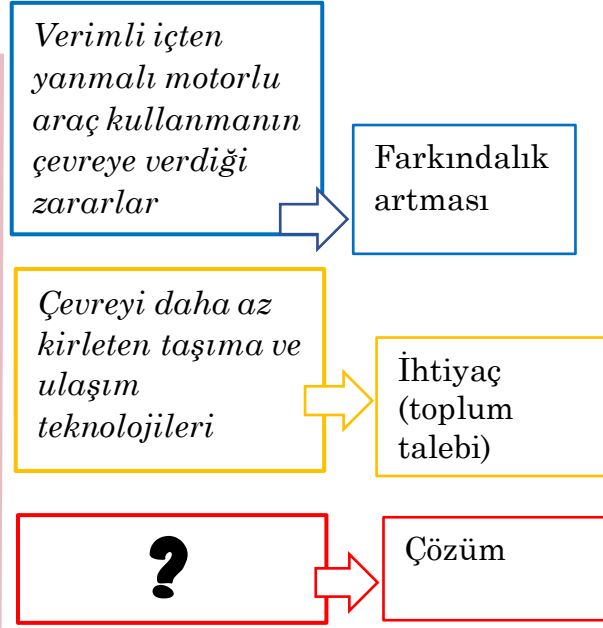 Verimli içten
yanmalı motorlu
araç kullanmanın
çevreye verdiği
zararlar
Farkındalık
artması
Çevreyi daha az
kirleten taşıma ve
ulaşım
teknolojileri
İhtiyaç
(toplum
talebi)
?
Çözüm